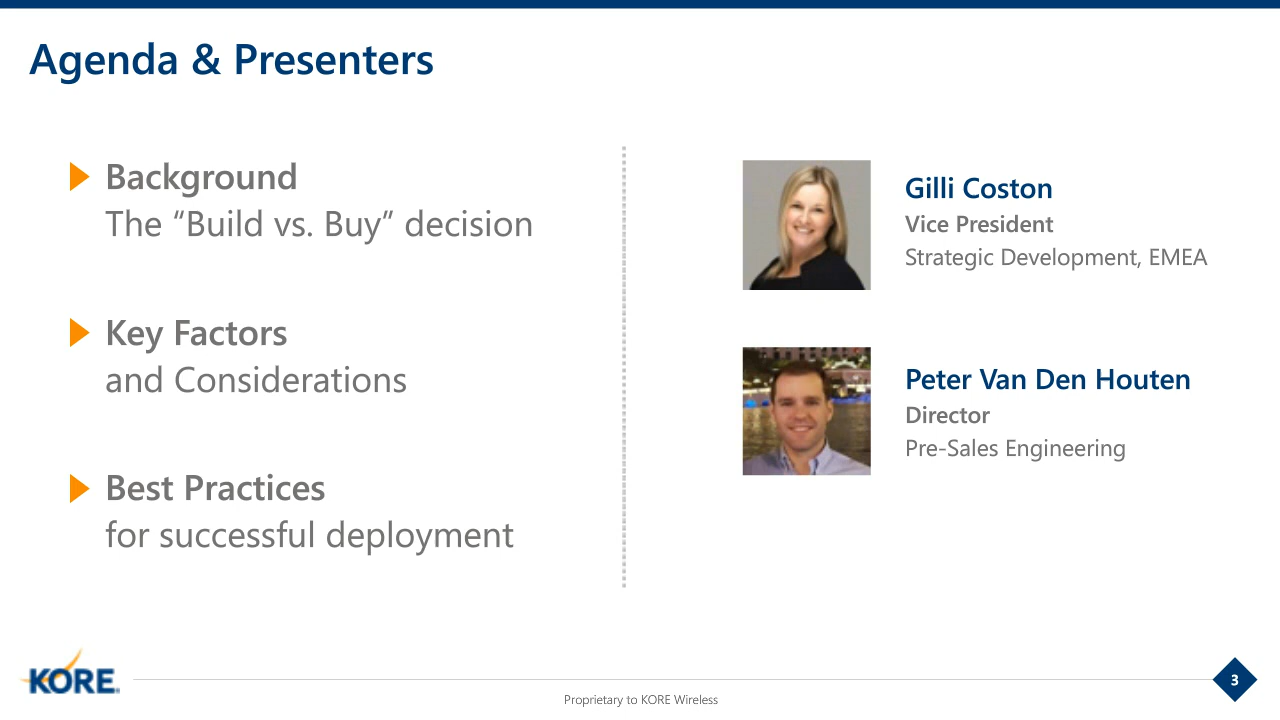 Agenda & Presenters
Background
The “Build vs. Buy” decision
Key Factors
and Considerations
Best Practices
for successful deployment
Gilli Coston
Vice President
Strategic Development, EMEA
Peter Van Den Houten
Director
Pre-Sales Engineering
KORE
Proprietary to KORE Wireless
3